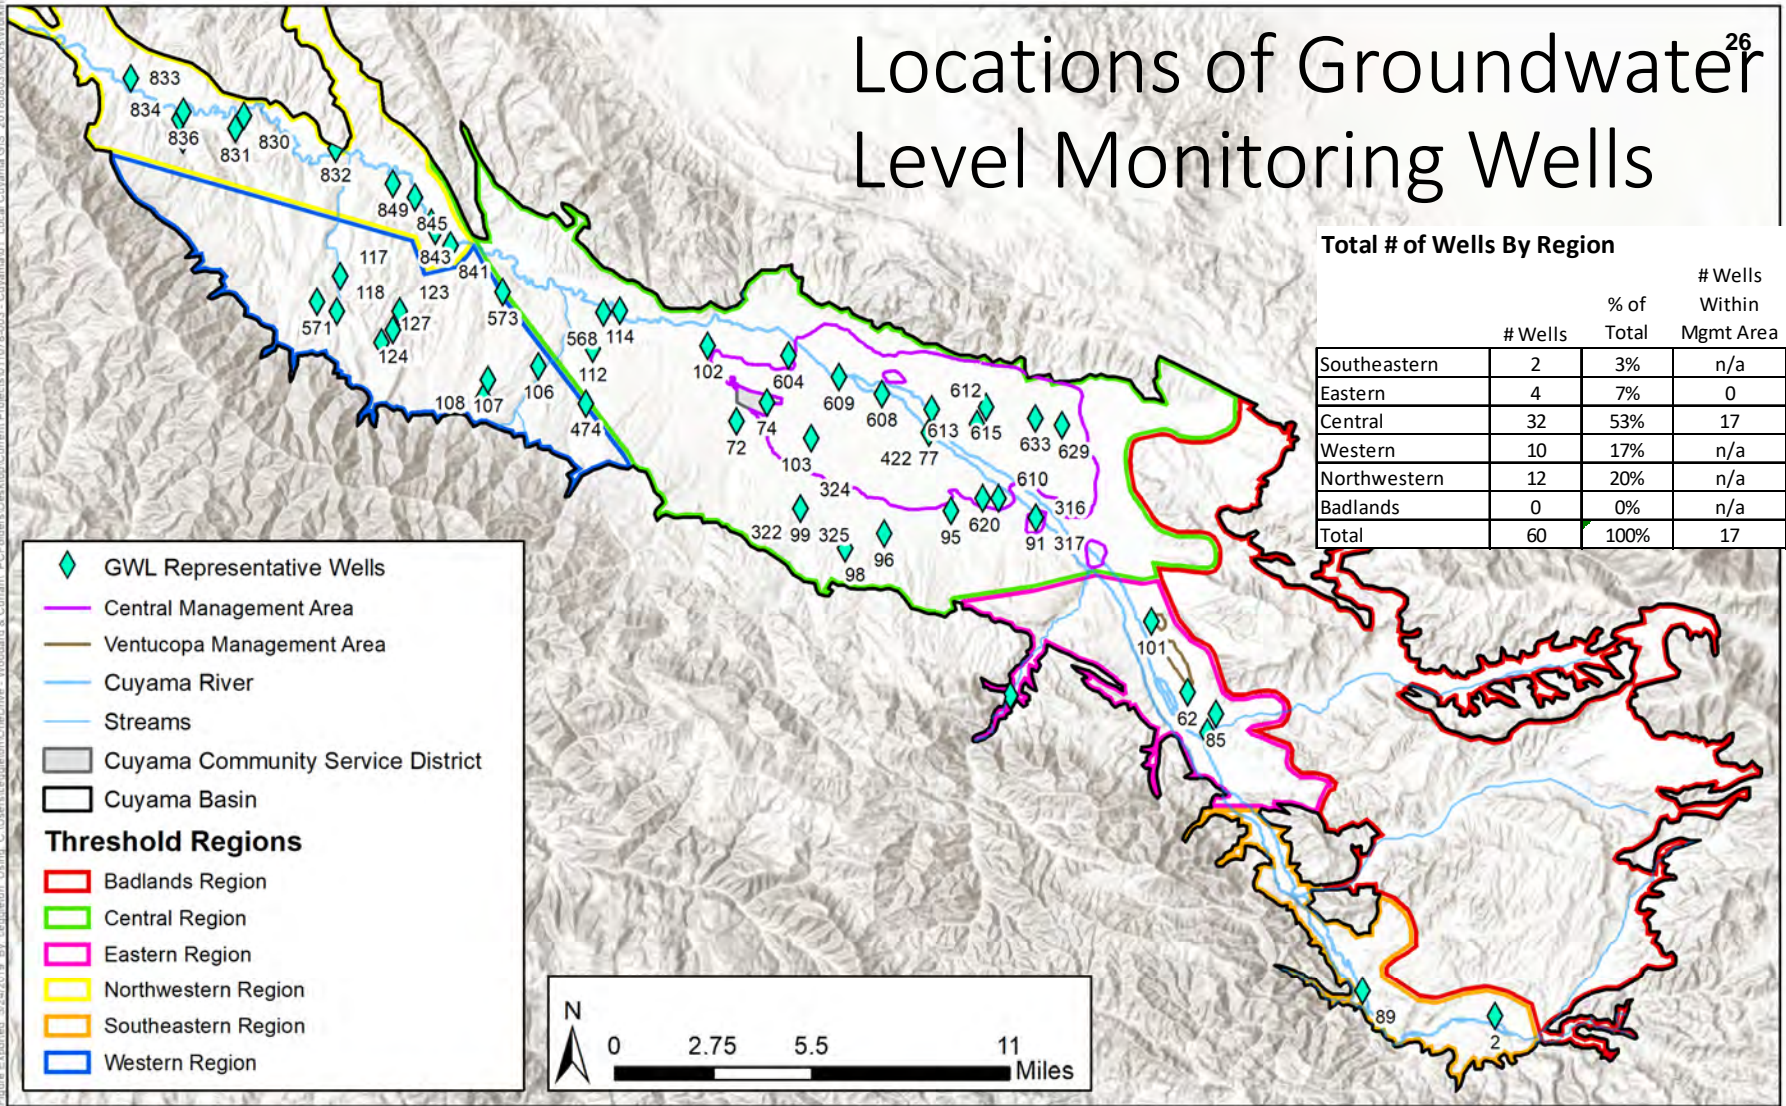 Locations of Groundwater
26
Level Monitoring Wells
Total # of Wells By Region
# Wells % of Total # Wells Within Mgmt Area
Southeastern 2 3% n/a
Eastern 4 7% 0
Central 32 53% 17
Western 10 17% n/a
Northwestern 12 20% n/a
Badlands 0 0% n/a
Total 60 100% 17
833
834
836
831
830
832
849
845
843
841
117
118
123
127
571
124
573
568
114
112
106
108
107
474
102
604
609
608
612
613
615
633
629
72
74
103
422
77
324
610
316
322
99
325
95
620
91
317
98
96
101
62
85
89
2
GWL Representative Wells
Central Management Area
Ventucopa Management Area
Cuyama River
Streams
Cuyama Community Service District
Cuyama Basin
Threshold Regions
Badlands Region
Central Region
Eastern Region
Northwestern Region
Southeastern Region
Western Region
N
0 2.75 5.5 11
Miles